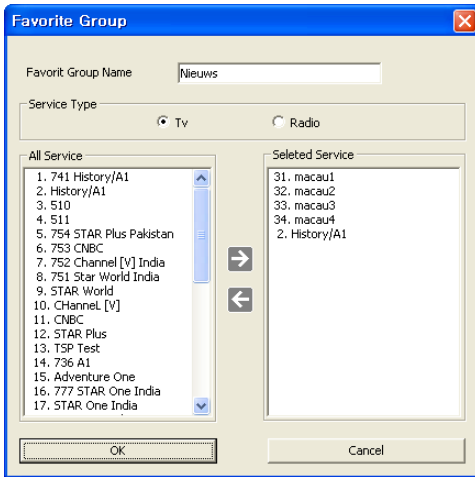 Favorite Group
Favorit Group Name
Nieuws
Service Type
Tv
Radio
All Service
1. 741 History/A1
2. History/A1
3. 510
4. 511
5. 754 STAR Plus Pakistan
6. 753 CNBC
7. 752 Channel [V] India
8. 751 Star World India
9. STAR World
10. CHanneL [V]
11. CNBC
12. STAR Plus
13. TSP Test
14. 736 A1
15. Adventure One
16. 777 STAR One India
17. STAR One India
Seleted Service
31. macau1
32. macau2
33. macau3
34. macau4
2. History/A1
OK
Cancel